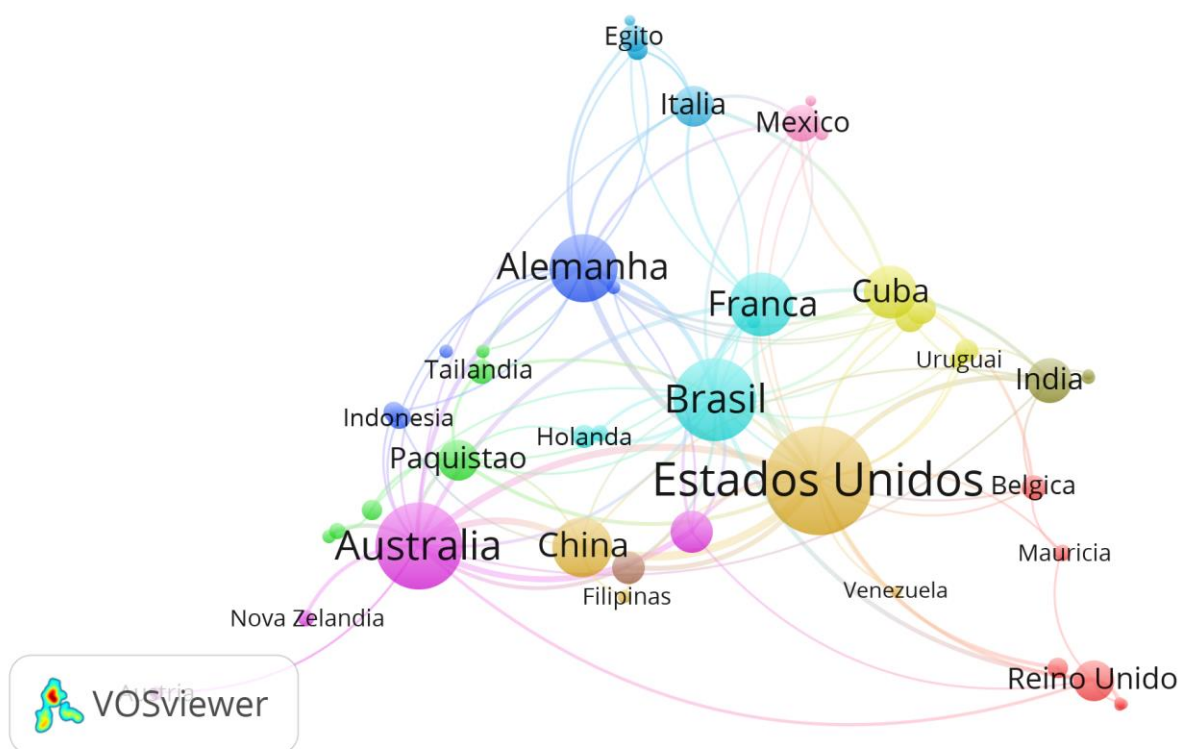 Egito
Italia
Mexico
Alemanha
Franca
Cuba
Uruguai
Tailandia
India
Brasil
Indonesia
Holanda
Paquistao
Estados Unidos
Belgica
Australia
China
Mauricia
Filipinas
Venezuela
Nova Zelandia
Reino Unido
Austria
VOSviewer